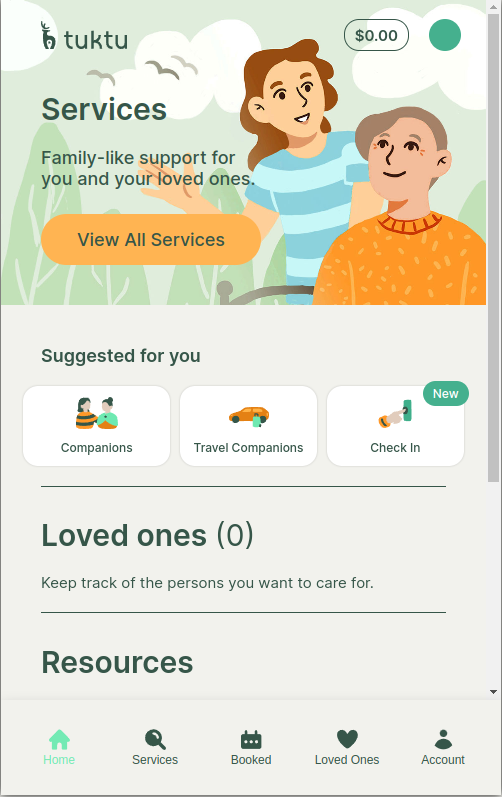 tuktu
$0.00
Services
Family-like support for
you and your loved ones.
View All Services
Suggested for you
New
Companions
Travel Companions
Check In
Loved ones (0)
Keep track of the persons you want to care for.
Resources
Home
Services
Booked
Loved Ones
Account